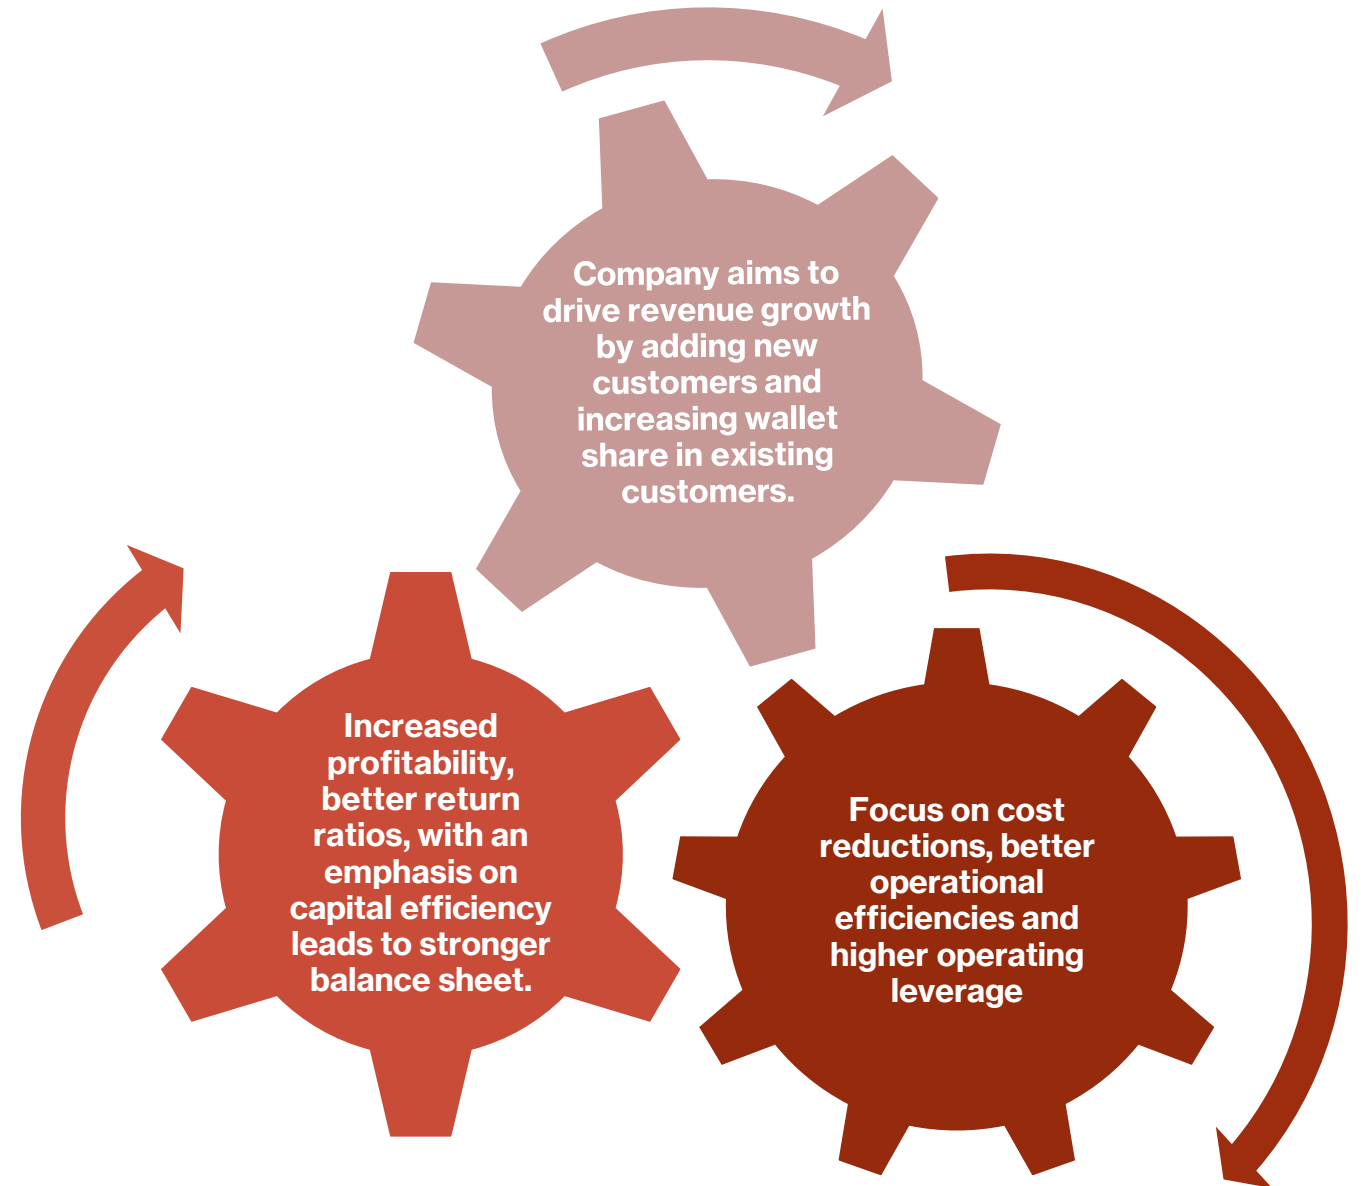 Company aims to
drive revenue growth
by adding new
customers and
increasing wallet
share in existing
customers.
Increased
profitability,
better return
ratios, with an
emphasis on
capital efficiency
leads to stronger
balance sheet.
Focus on cost
reductions, better
operational
efficiencies and
higher operating
leverage